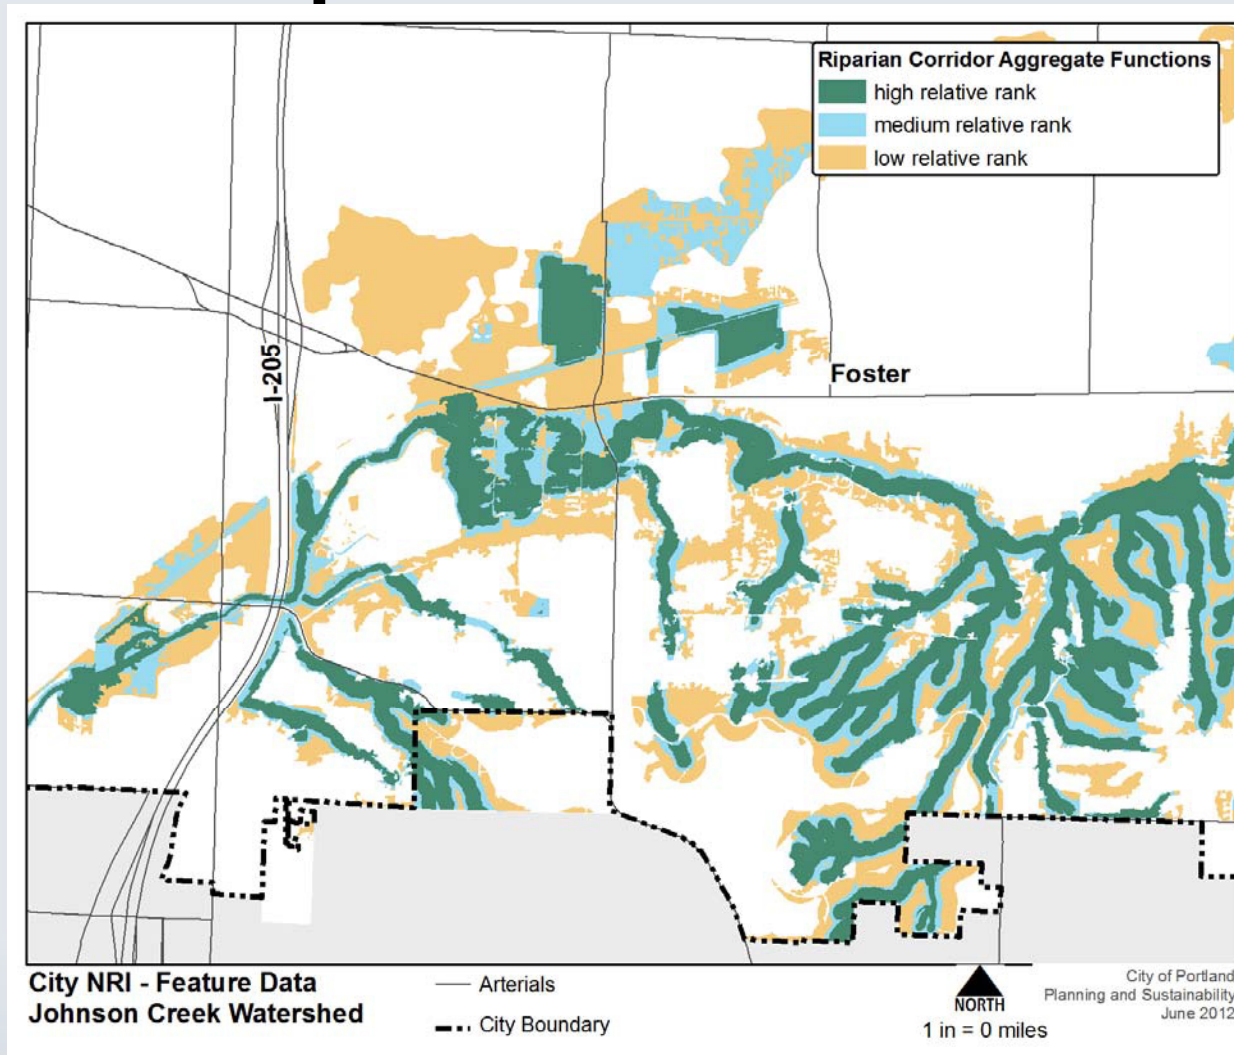 Riparian Corridor Aggregate Functions
high relative rank
medium relative rank
low relative rank
I-205
Foster
City NRI - Feature Data
Johnson Creek Watershed
Arterials
City Boundary
NORTH
1 in = 0 miles
City of Portland
Planning and Sustainability
June 2012